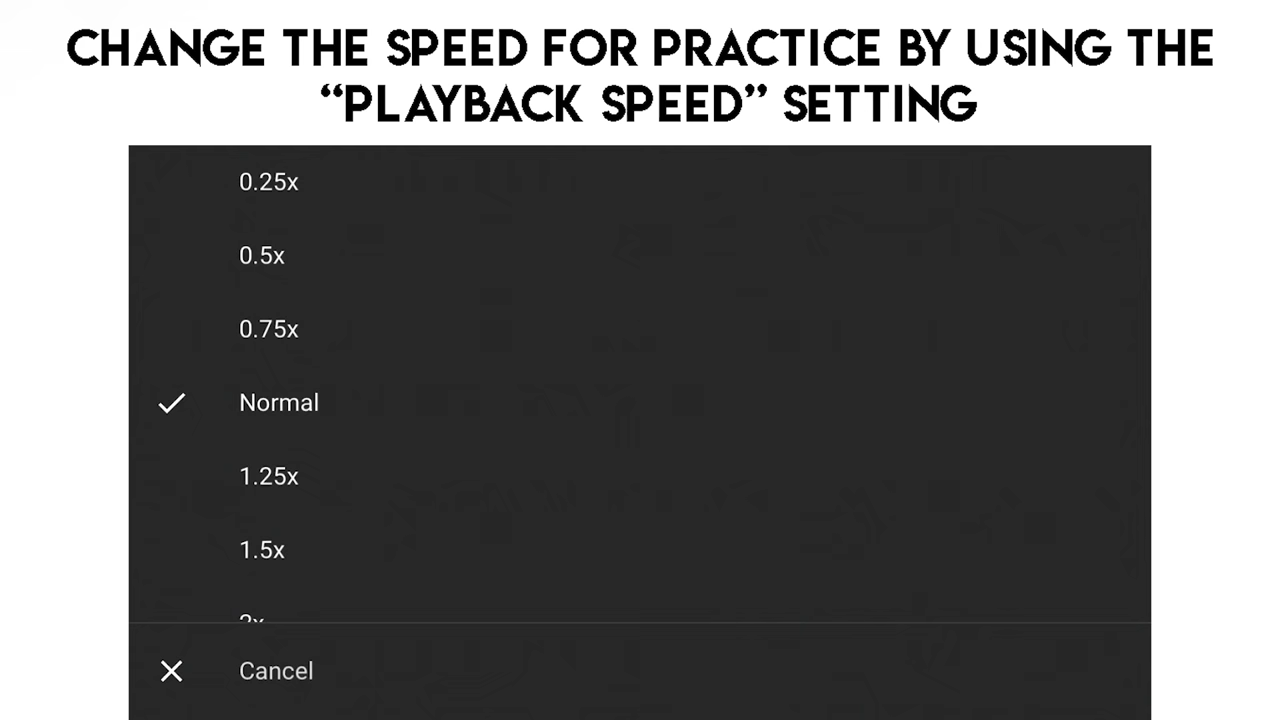 CHANGE THE SPEED FOR PRACTICE BY USING THE
“PLAYBACK SPEED” SETTING
0.25x
0.5x
0.75x
Normal
1.25x
1.5x
2x
Cancel